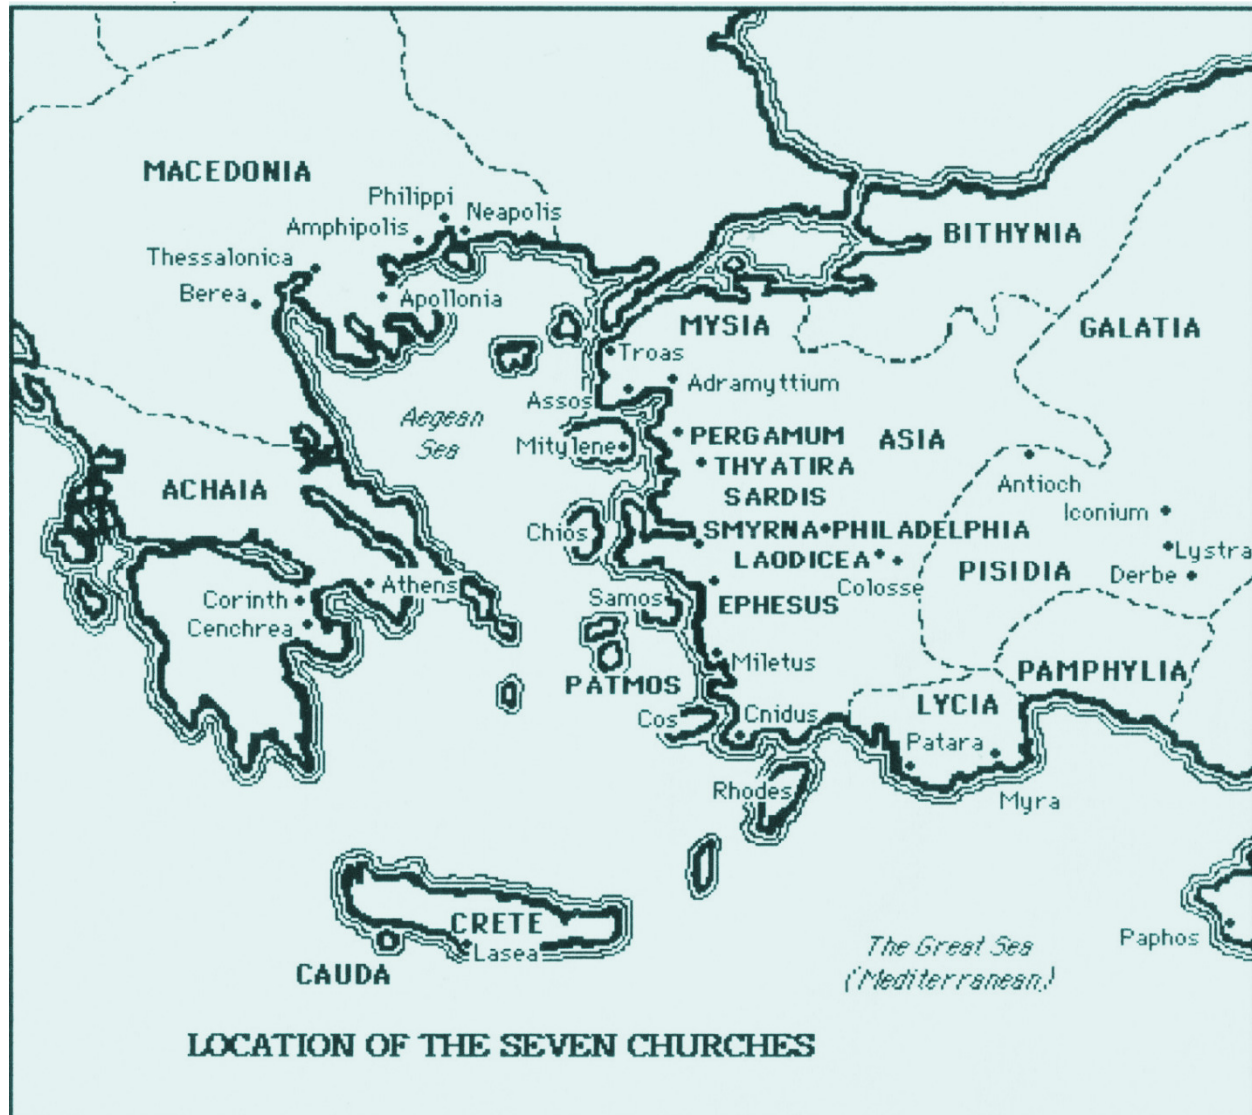 MACEDONIA
Philippi
Neapolis
Amphipolis
BITHYNIA
Thessalonica
Berea
Apollonia
MYSIA
GALATIA
Troas
Adramyttium
Assos
Aegean
Sea
PERGAMUM
ASIA
Mitylene
THYATIRA
Antioch
ACHAIA
SARDIS
Iconium
Chios
SMYRNA•PHILADELPHIA
Lystra
LAODICEA
PISIDIA
Derbe
Athens
Colosse
Corinth
Samos
EPHESUS
Cenchrea
Miletus
PAMPHYLIA
PATMOS
LYCIA
Cos
Cnidus
Patara
Rhodes
Myra
CRETE
Paphos
Lasea
The Great Sea
(Mediterranean)
CAUDA
LOCATION OF THE SEVEN CHURCHES